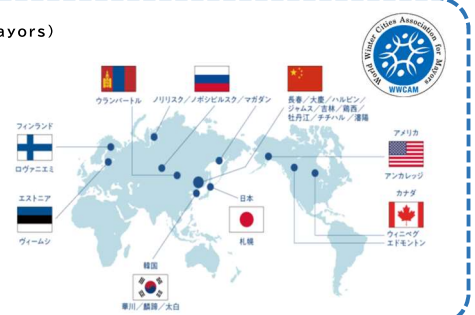 ayors)
World Winter Cities Association for Mayors
WWCAM
ウランバートル
ノリリスク／ノボシビルスク／マガダン
長春／大慶／ハルビン／
ジャムス／吉林／鶏西／
牡丹江／チチハル／瀋陽
フィンランド
ロヴァニエミ
アメリカ
アンカレッジ
エストニア
ヴィームシ
カナダ
ウィニペグ
エドモントン
日本
札幌
韓国
華川／麟蹄／太白